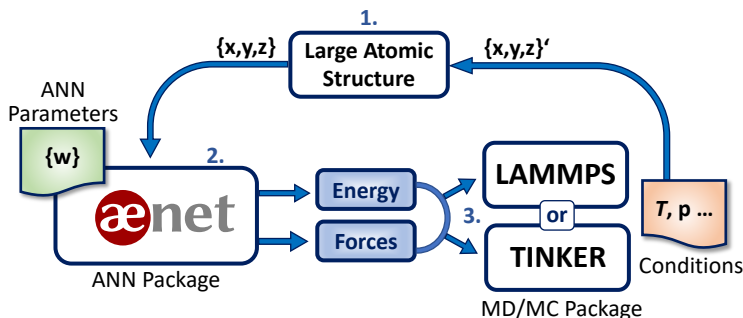 1.
{x,y,z}
Large Atomic
Structure
{x,y,z}‘
ANN
Parameters
{w}
2.
ænet
ANN Package
Energy
Forces
3.
LAMMPS
or
TINKER
MD/MC Package
T, p ...
Conditions